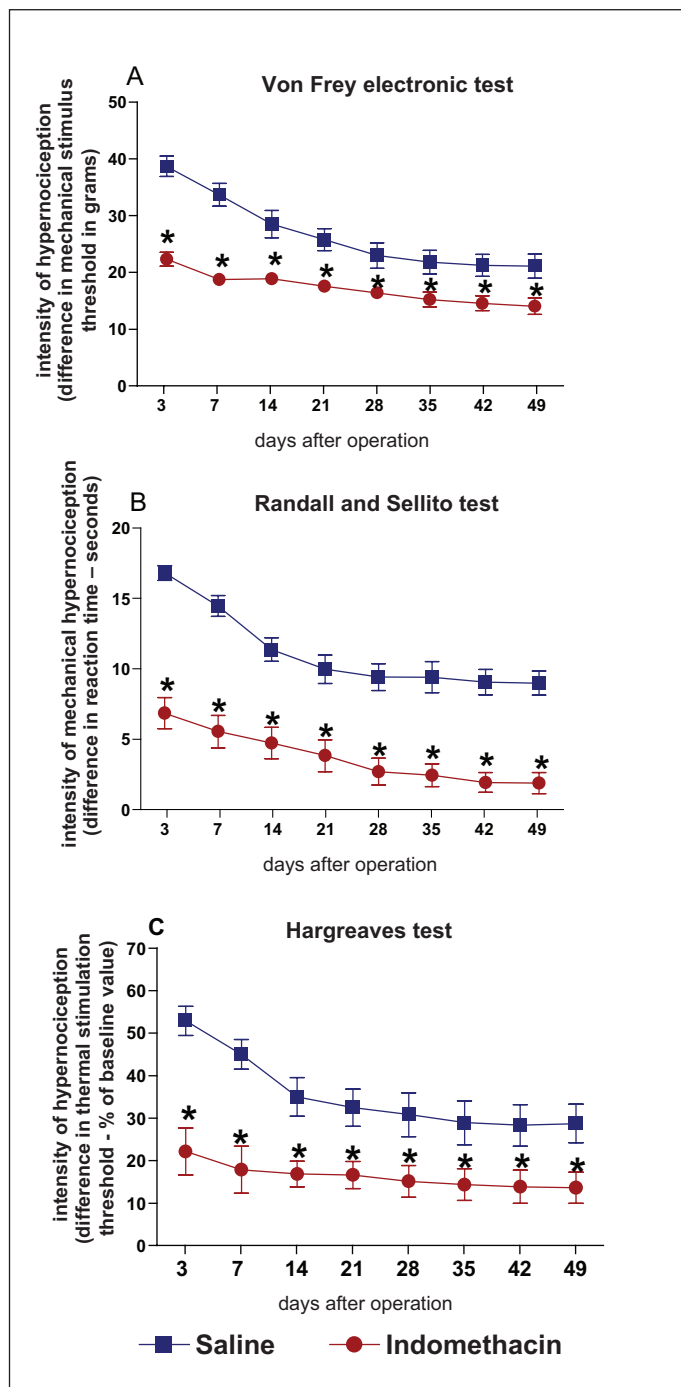 A
Von Frey electronic test
intensity of hypernociception
(difference in mechanical stimulus
threshold in grams)
50
40
30
20
10
0
* * * * * * * *
3 7 14 21 28 35 42 49
days after operation
B
Randall and Sellito test
intensity of mechanical hypernociception
(difference in reaction time – seconds)
20
15
10
5
0
* * * * * * * *
3 7 14 21 28 35 42 49
days after operation
C
Hargreaves test
intensity of hypernociception
(difference in thermal stimulation
threshold - % of baseline value)
70
60
50
40
30
20
10
0
* * * * * * * *
3 7 14 21 28 35 42 49
days after operation
Saline Indomethacin